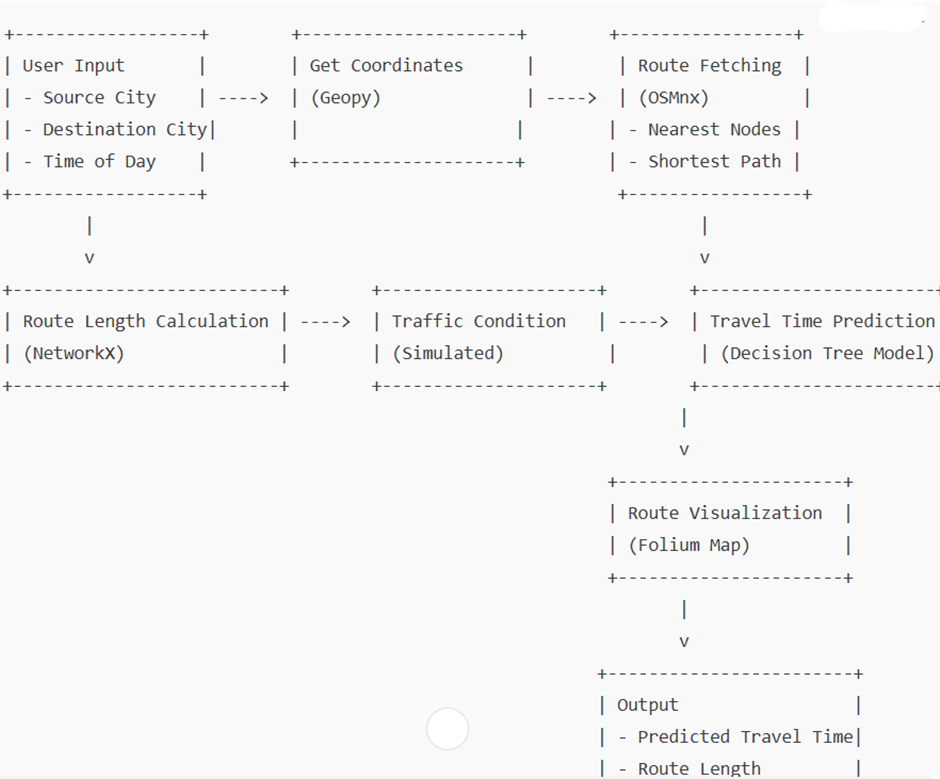 +------------------+ +---------------------+ +----------------+
| User Input | | Get Coordinates | | Route Fetching |
| - Source City | ----> | (Geopy) | ----> | (OSMnx) |
| - Destination City| | | | - Nearest Nodes |
| - Time of Day | +---------------------+ | - Shortest Path |
+------------------+ +----------------+
| |
v v
+-------------------------+ +---------------------+ +-----------------------+
| Route Length Calculation | ----> | Traffic Condition | ----> | Travel Time Prediction
| (NetworkX) | | (Simulated) | | (Decision Tree Model)
+-------------------------+ +---------------------+ +-----------------------+
|
v
+----------------------+
| Route Visualization |
| (Folium Map) |
+----------------------+
|
v
+------------------------+
| Output |
| - Predicted Travel Time|
| - Route Length |